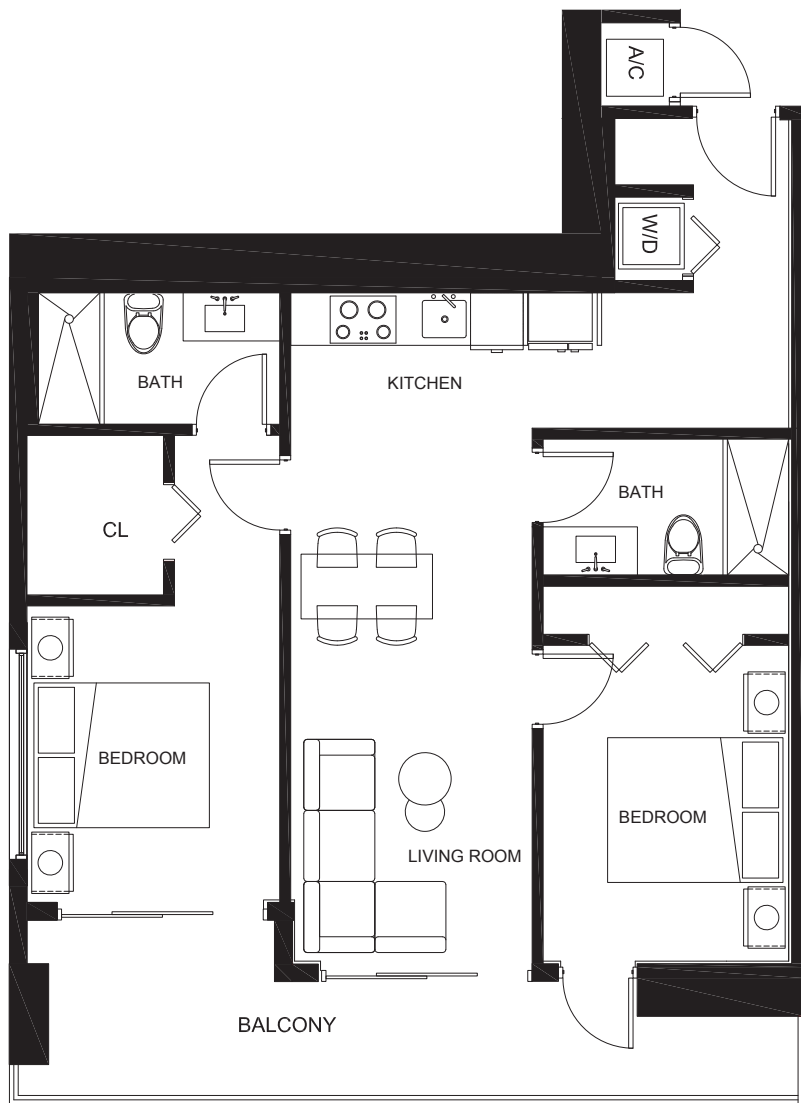 A/C
W/D
BATH
KITCHEN
BATH
CL
BEDROOM
BEDROOM
LIVING ROOM
BALCONY